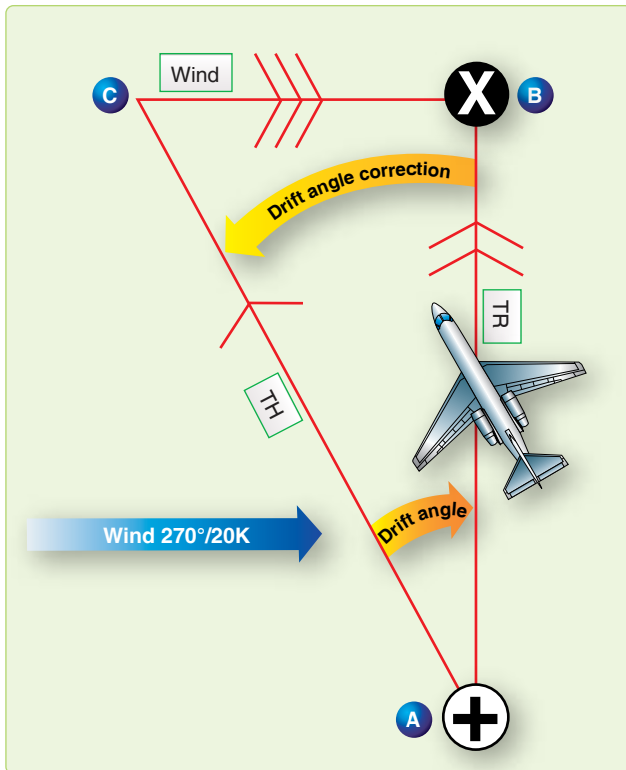 Wind
C
X
B
Drift angle correction
TR
TH
Drift angle
Wind 270°/20K
A